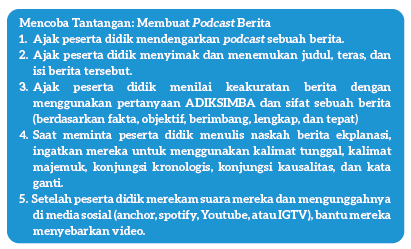 Mencoba Tantangan: Membuat Podcast Berita
1. Ajak peserta didik mendengarkan podcast sebuah berita.
2. Ajak peserta didik menyimak dan menemukan judul, teras, dan
isi berita tersebut.
3. Ajak peserta didik menilai keakuratan berita dengan
menggunakan pertanyaan ADIKSIMBA dan sifat sebuah berita
(berdasarkan fakta, objektif, berimbang, lengkap, dan tepat)
4. Saat meminta peserta didik menulis naskah berita ekplanasi,
ingatkan mereka untuk menggunakan kalimat tunggal, kalimat
majemuk, konjungsi kronologis, konjungsi kausalitas, dan kata
ganti.
5. Setelah peserta didik merekam suara mereka dan mengunggahnya
di media sosial (anchor, spotify, Youtube, atau IGTV), bantu mereka
menyebarkan video.